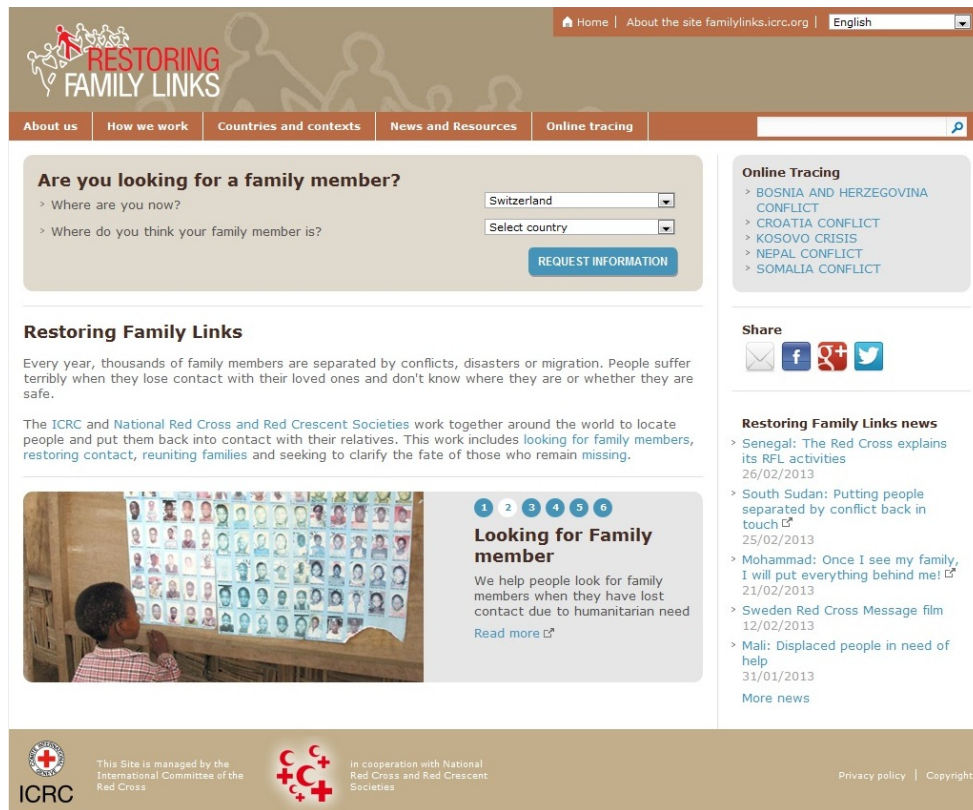 Home | About the site familylinks.icrc.org | English
RESTORING
FAMILY LINKS
About us
How we work
Countries and contexts
News and Resources
Online tracing
Are you looking for a family member?
> Where are you now?
Switzerland
> Where do you think your family member is?
Select country
REQUEST INFORMATION
Restoring Family Links
Every year, thousands of family members are separated by conflicts, disasters or migration. People suffer
terribly when they lose contact with their loved ones and don't know where they are or whether they are
safe.
The ICRC and National Red Cross and Red Crescent Societies work together around the world to locate
people and put them back into contact with their relatives. This work includes looking for family members,
restoring contact, reuniting families and seeking to clarify the fate of those who remain missing.
1 2 3 4 5 6
Looking for Family
member
We help people look for family
members when they have lost
contact due to humanitarian need
Read more
Online Tracing
> BOSNIA AND HERZEGOVINA
CONFLICT
> CROATIA CONFLICT
> KOSOVO CRISIS
> NEPAL CONFLICT
> SOMALIA CONFLICT
Share
f g+
Restoring Family Links news
> Senegal: The Red Cross explains
its RFL activities
26/02/2013
> South Sudan: Putting people
separated by conflict back in
touch
25/02/2013
> Mohammad: Once I see my family,
I will put everything behind me!
21/02/2013
> Sweden Red Cross Message film
12/02/2013
> Mali: Displaced people in need of
help
31/01/2013
More news
COMITE INTERNATIONAL GENEVE
ICRC
This Site is managed by the
International Committee of the
Red Cross
in cooperation with National
Red Cross and Red Crescent
Societies
Privacy policy | Copyright